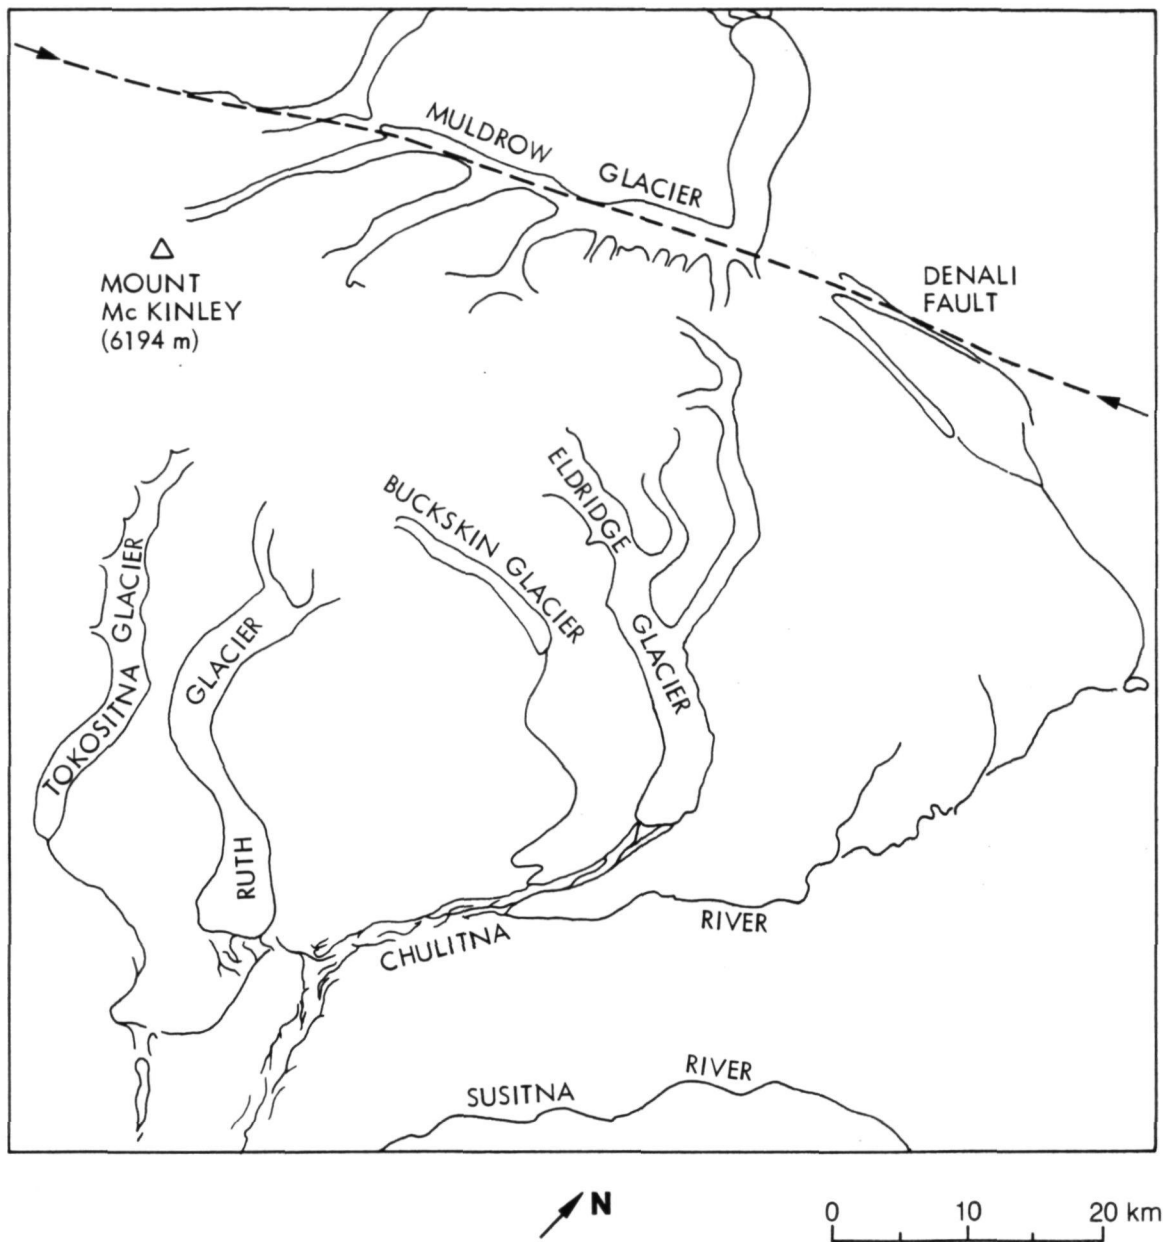 MULDROW
GLACIER
MOUNT
Mc KINLEY
(6194 m)
DENALI
FAULT
ELDRIDGE
GLACIER
BUCKSKIN GLACIER
TOKOSITNA GLACIER
RUTH
GLACIER
CHULITNA
RIVER
SUSITNA
RIVER
N
0 10 20 km